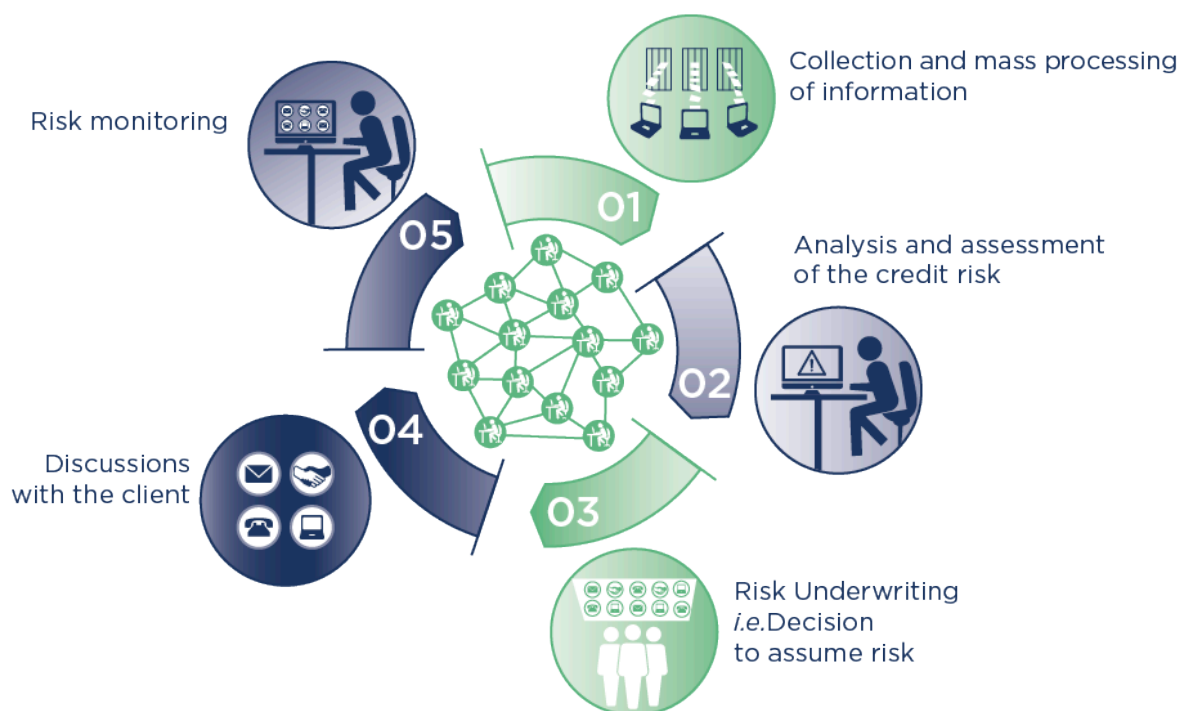 01
Collection and mass processing
of information
02
Analysis and assessment
of the credit risk
03
Risk Underwriting
i.e.Decision
to assume risk
04
Discussions
with the client
05
Risk monitoring